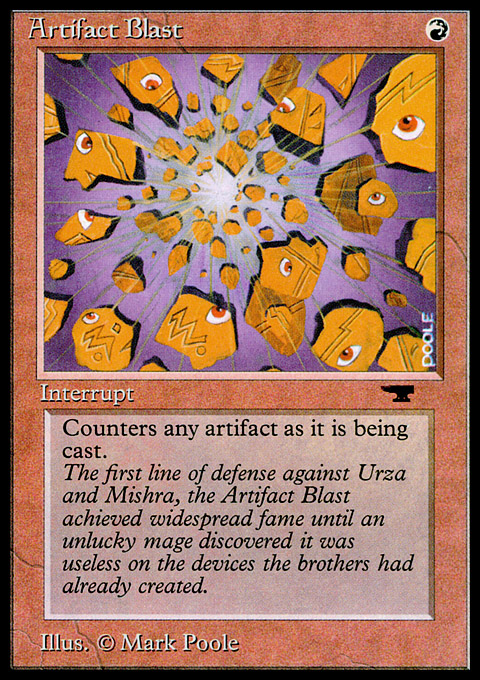 Artifact Blast
POOLE
Interrupt
Counters any artifact as it is being
cast.
The first line of defense against Urza
and Mishra, the Artifact Blast
achieved widespread fame until an
unlucky mage discovered it was
useless on the devices the brothers had
already created.
Illus. © Mark Poole